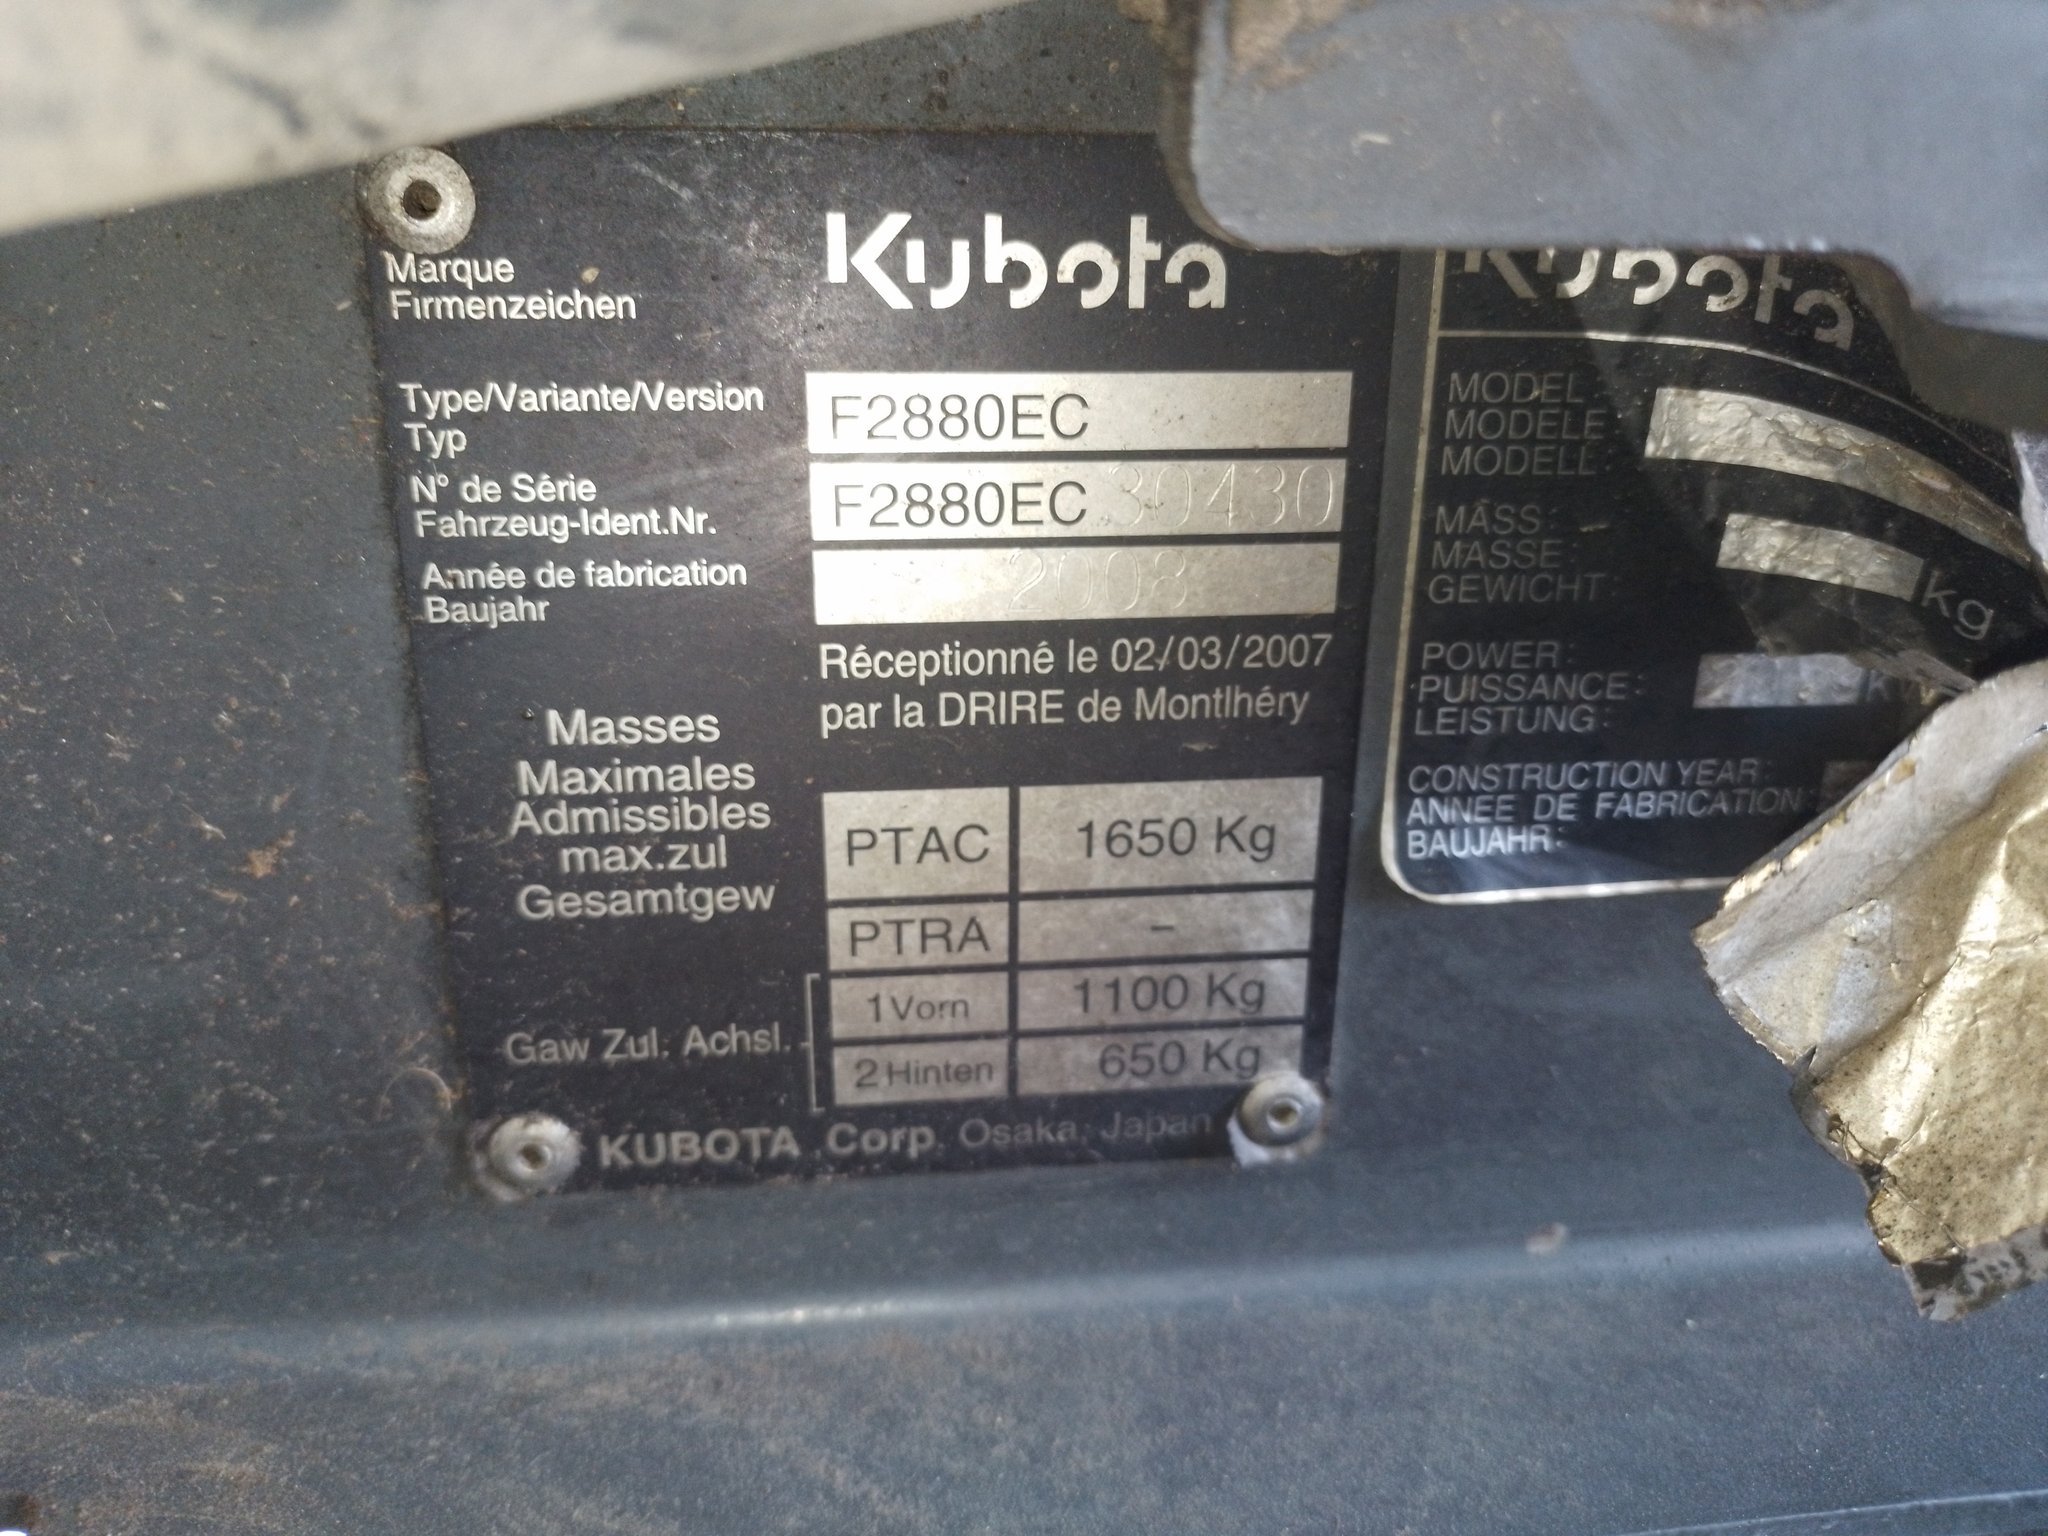 Kubota
Marque
Firmenzeichen
Type/Variante/Version
Typ
F2880EC
N° de Série
Fahrzeug-Ident.Nr.
F2880EC 30430
Année de fabrication
Baujahr
2008
Réceptionné le 02/03/2007
par la DRIRE de Montlhéry
Masses
Maximales
Admissibles
max.zul
Gesamtgew
PTAC 1650 Kg
PTRA -
Gaw Zul. Achsl.
1 Vorn 1100 Kg
2 Hinten 650 Kg
KUBOTA Corp. Osaka, Japan
Kubota
MODEL
MODELE
MODELL:
MASS:
MASSE:
GEWICHT:
kg
POWER:
PUISSANCE:
LEISTUNG:
CONSTRUCTION YEAR:
ANNEE DE FABRICATION:
BAUJAHR: